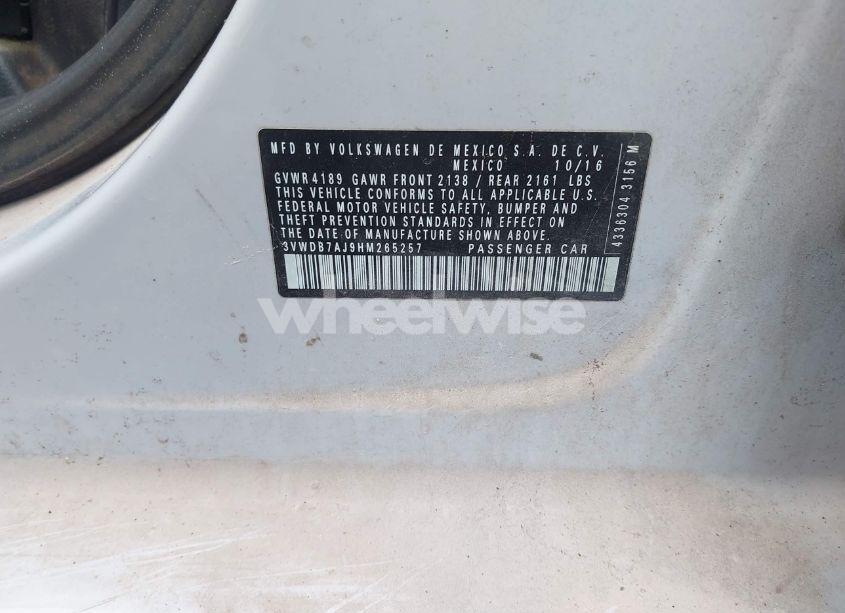 MFD BY VOLKSWAGEN DE MEXICO S.A. DE C.V.
MEXICO 10/16
GVWR 4189 GAWR FRONT 2138 / REAR 2161 LBS
THIS VEHICLE CONFORMS TO ALL APPLICABLE U.S.
FEDERAL MOTOR VEHICLE SAFETY, BUMPER AND
THEFT PREVENTION STANDARDS IN EFFECT ON
THE DATE OF MANUFACTURE SHOWN ABOVE.
3VWDB7AJ9HM265257 PASSENGER CAR
4336304 3156 M
wheelwise